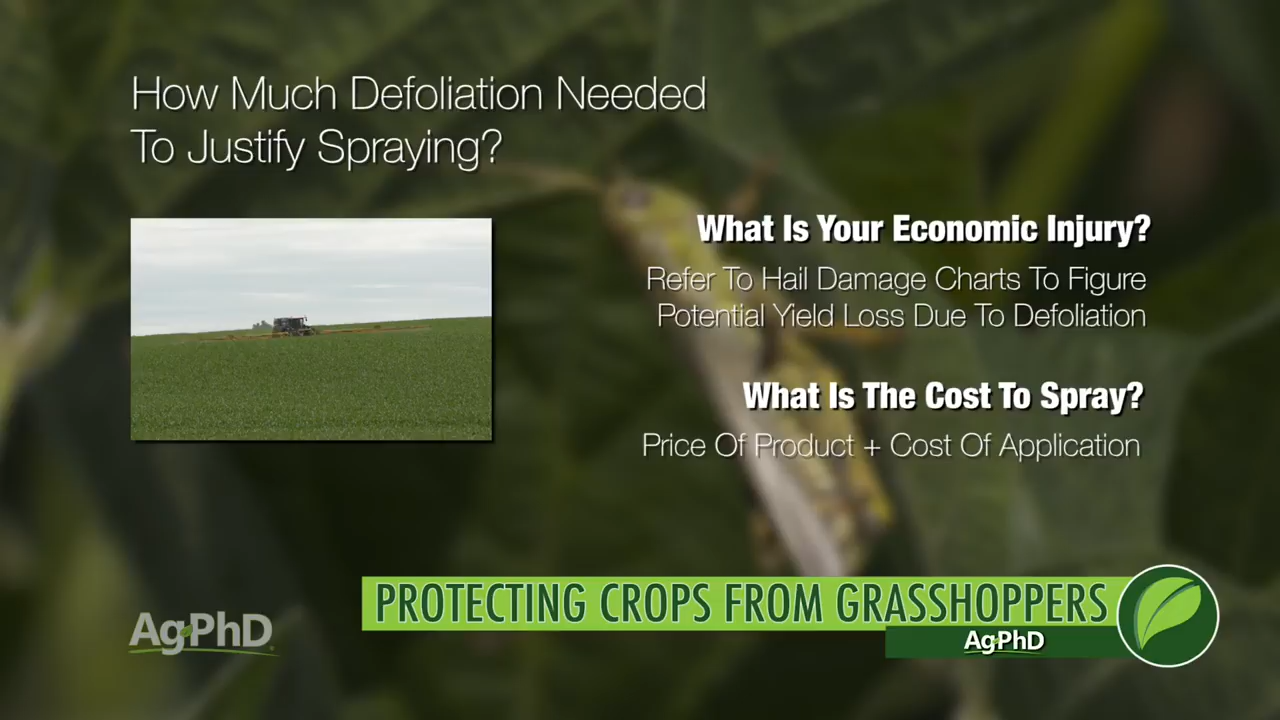 How Much Defoliation Needed
To Justify Spraying?
What Is Your Economic Injury?
Refer To Hail Damage Charts To Figure
Potential Yield Loss Due To Defoliation
What Is The Cost To Spray?
Price Of Product + Cost Of Application
PROTECTING CROPS FROM GRASSHOPPERS
AgPhD
AgPhD